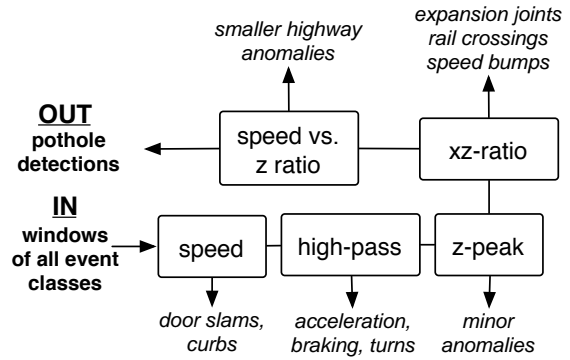 smaller highway
anomalies
expansion joints
rail crossings
speed bumps
OUT
pothole
detections
speed vs.
z ratio
xz-ratio
IN
windows
of all event
classes
speed
high-pass
z-peak
door slams,
curbs
acceleration,
braking, turns
minor
anomalies